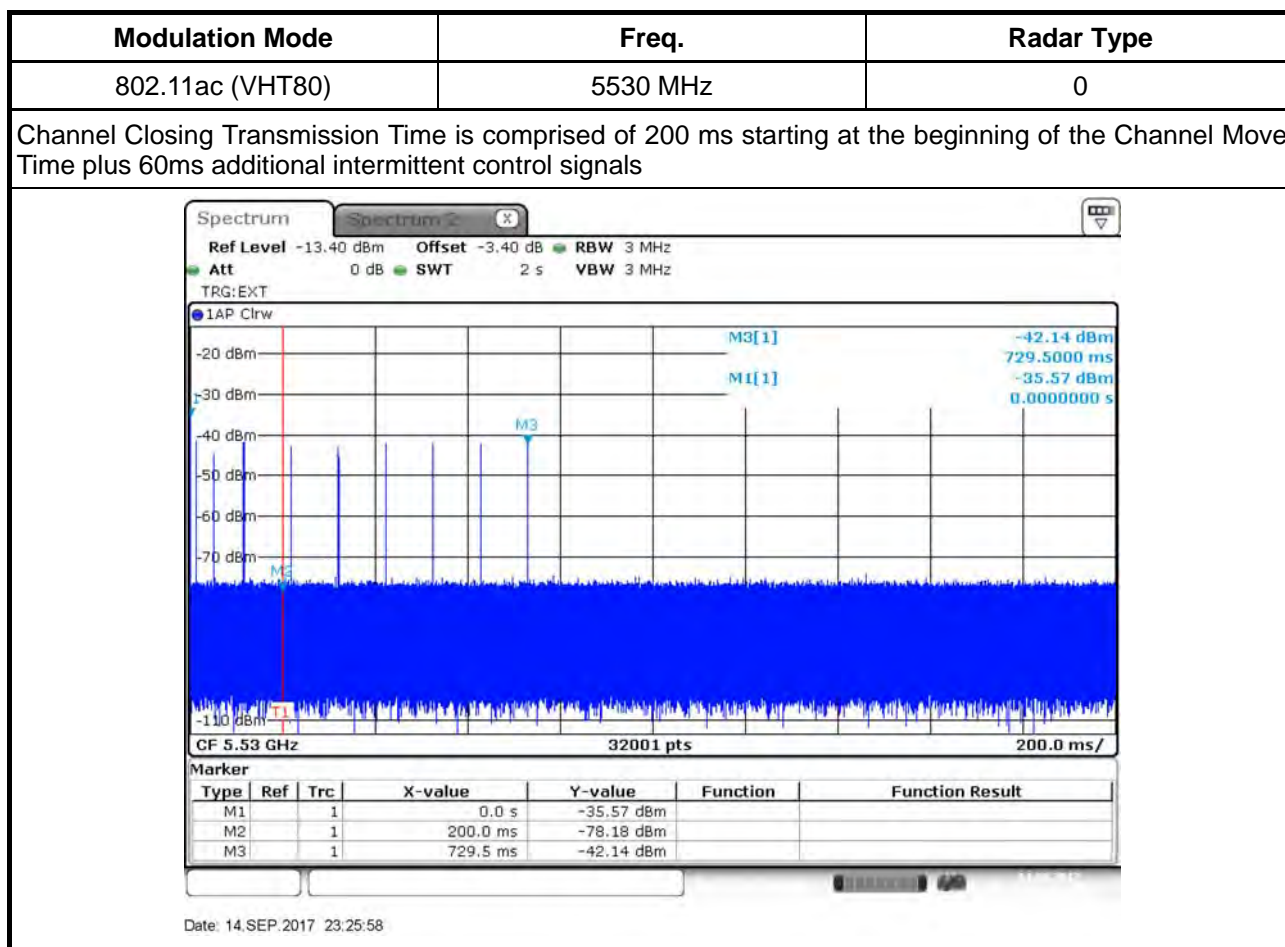 Modulation Mode Freq. Radar Type
802.11ac (VHT80) 5530 MHz 0
Channel Closing Transmission Time is comprised of 200 ms starting at the beginning of the Channel Move
Time plus 60ms additional intermittent control signals
Spectrum Spectrum 2 X
Ref Level -13.40 dBm Offset -3.40 dB RBW 3 MHz
Att 0 dB SWT 2 s VBW 3 MHz
TRG:EXT
1AP Clrw
M3[1] -42.14 dBm
729.5000 ms
M1[1] -35.57 dBm
0.0000000 s
-20 dBm
-30 dBm
-40 dBm
M3
-50 dBm
-60 dBm
-70 dBm
M2
-110 dBm
T1
CF 5.53 GHz 32001 pts 200.0 ms/
Marker
Type Ref Trc X-value Y-value Function Function Result
M1 1 0.0 s -35.57 dBm
M2 1 200.0 ms -78.18 dBm
M3 1 729.5 ms -42.14 dBm
Date: 14.SEP.2017 23:25:58